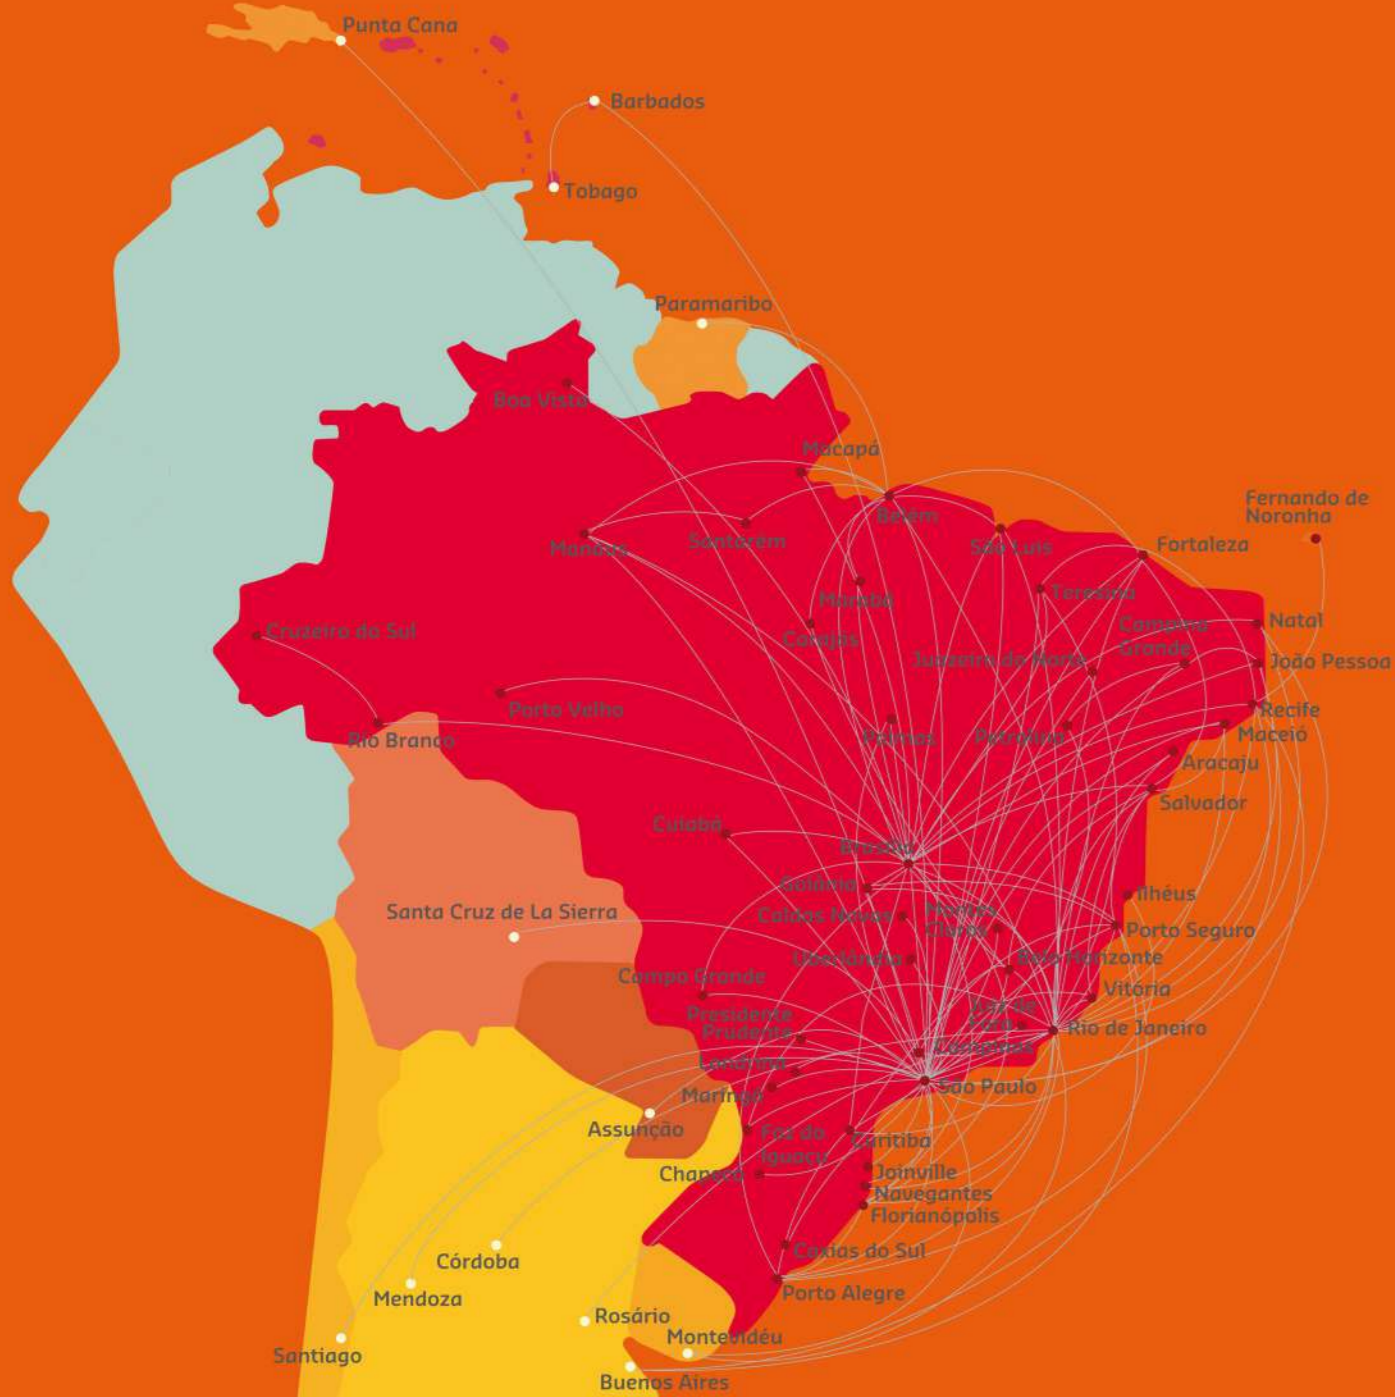 Punta Cana
Barbados
Tobago
Paramaribo
Boa Vista
Macapá
Fernando de
Noronha
Belém
Manaus
Santarém
São Luis
Fortaleza
Marabá
Teresina
Cruzeiro do Sul
Carajás
Campina
Grande
Natal
Juazeiro do Norte
João Pessoa
Porto Velho
Recife
Rio Branco
Palmas
Petrolina
Maceió
Aracaju
Salvador
Cuiabá
Brasília
Goiânia
Ilhéus
Santa Cruz de La Sierra
Caldas Novas
Montes
Claros
Porto Seguro
Uberlândia
Belo Horizonte
Campo Grande
Vitória
Presidente
Prudente
Juiz de
Fora
Rio de Janeiro
Londrina
Campinas
Maringá
São Paulo
Assunção
Foz do
Iguaçu
Curitiba
Chapecó
Joinville
Navegantes
Florianópolis
Córdoba
Caxias do Sul
Mendoza
Porto Alegre
Rosário
Santiago
Montevidéu
Buenos Aires